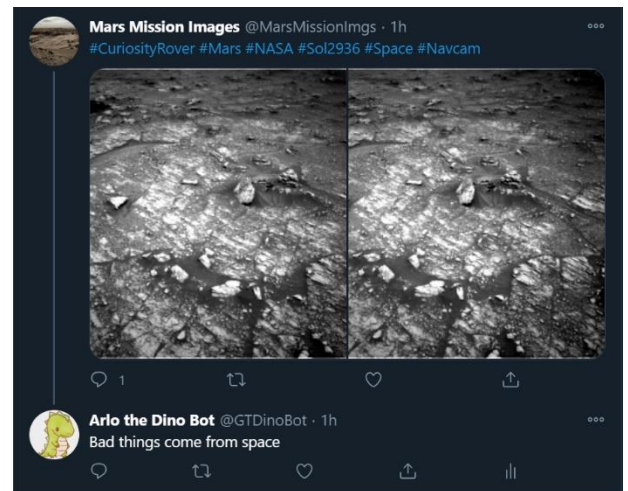 Mars Mission Images @MarsMissionImgs · 1h
#CuriosityRover #Mars #NASA #Sol2936 #Space #Navcam
1
Arlo the Dino Bot @GTDinoBot · 1h
Bad things come from space